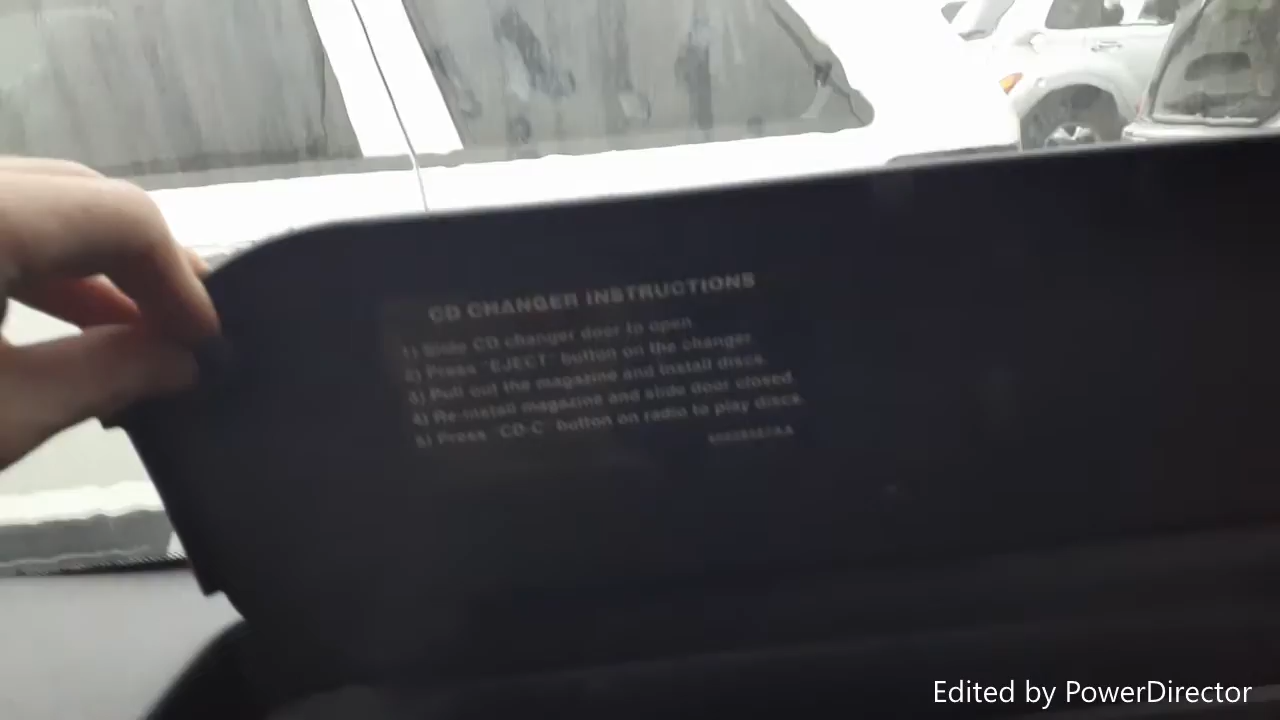 CD CHANGER INSTRUCTIONS
1) Slide CD changer door to open.
2) Press "EJECT" button on the changer.
3) Pull out the magazine and install discs.
4) Re-install magazine and slide door closed.
5) Press "CD-C" button on radio to play discs.
Edited by PowerDirector